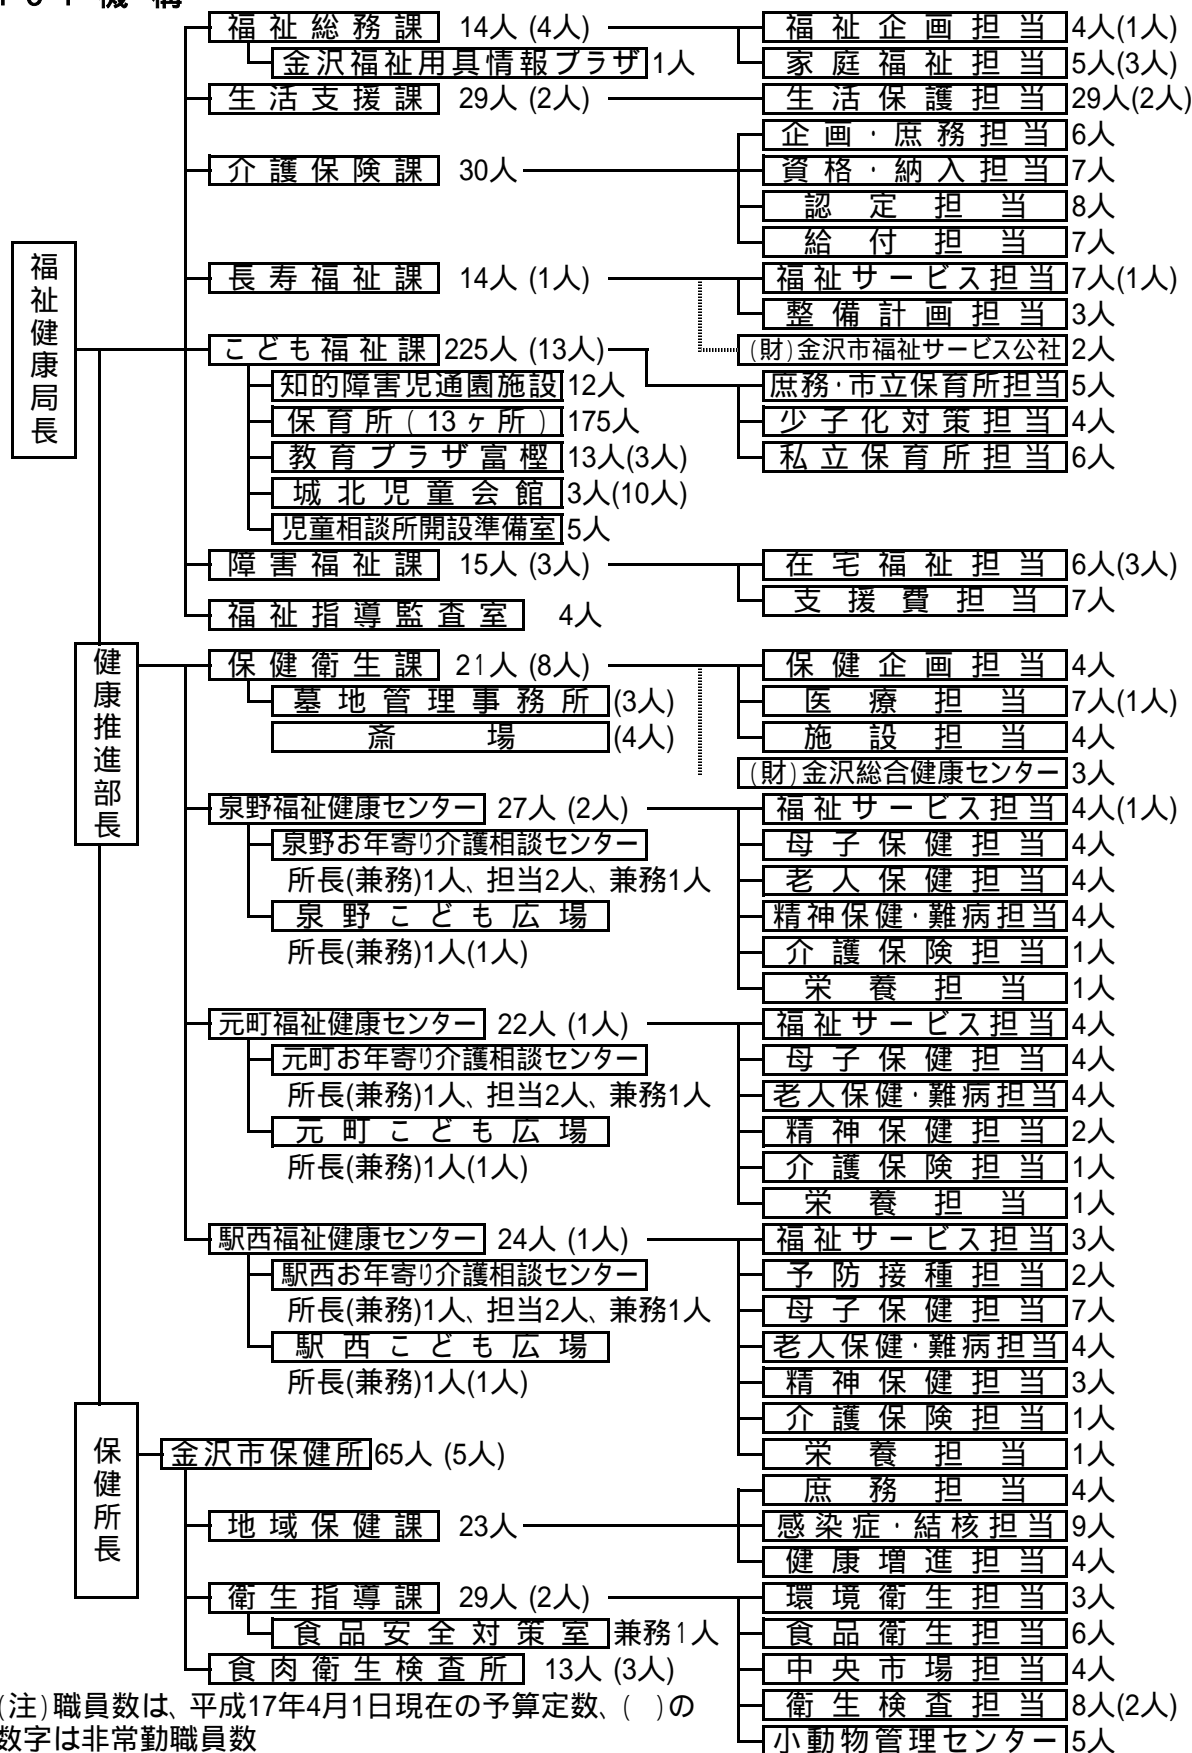 機構
福祉総務課 14人 (4人) 福祉企画担当 4人(1人)
金沢福祉用具情報プラザ 1人 家庭福祉担当 5人(3人)
生活支援課 29人 (2人) 生活保護担当 29人(2人)
企画・庶務担当 6人
介護保険課 30人 資格・納入担当 7人
認定担当 8人
給付担当 7人
福祉健康局長
長寿福祉課 14人 (1人) 福祉サービス担当 7人(1人)
整備計画担当 3人
こども福祉課 225人 (13人) (財)金沢市福祉サービス公社 2人
知的障害児通園施設 12人 庶務・市立保育所担当 5人
保育所(13ヶ所) 175人 少子化対策担当 4人
教育プラザ富樫 13人(3人) 私立保育所担当 6人
城北児童会館 3人(10人)
児童相談所開設準備室 5人
障害福祉課 15人 (3人) 在宅福祉担当 6人(3人)
支援費担当 7人
福祉指導監査室 4人
健康推進部長
保健衛生課 21人 (8人) 保健企画担当 4人
墓地管理事務所 (3人) 医療担当 7人(1人)
斎場 (4人) 施設担当 4人
(財)金沢総合健康センター 3人
泉野福祉健康センター 27人 (2人) 福祉サービス担当 4人(1人)
泉野お年寄り介護相談センター 母子保健担当 4人
所長(兼務)1人、担当2人、兼務1人 老人保健担当 4人
泉野こども広場 精神保健・難病担当 4人
所長(兼務)1人(1人) 介護保険担当 1人
栄養担当 1人
元町福祉健康センター 22人 (1人) 福祉サービス担当 4人
元町お年寄り介護相談センター 母子保健担当 4人
所長(兼務)1人、担当2人、兼務1人 老人保健・難病担当 4人
元町こども広場 精神保健担当 2人
所長(兼務)1人(1人) 介護保険担当 1人
栄養担当 1人
駅西福祉健康センター 24人 (1人) 福祉サービス担当 3人
駅西お年寄り介護相談センター 予防接種担当 2人
所長(兼務)1人、担当2人、兼務1人 母子保健担当 7人
駅西こども広場 老人保健・難病担当 4人
所長(兼務)1人(1人) 精神保健担当 3人
介護保険担当 1人
保健所長
金沢市保健所 65人 (5人) 栄養担当 1人
庶務担当 4人
地域保健課 23人 感染症・結核担当 9人
健康増進担当 4人
衛生指導課 29人 (2人) 環境衛生担当 3人
食品安全対策室 兼務1人 食品衛生担当 6人
食肉衛生検査所 13人 (3人) 中央市場担当 4人
(注)職員数は、平成17年4月1日現在の予算定数、( )の 衛生検査担当 8人(2人)
数字は非常勤職員数 小動物管理センター 5人